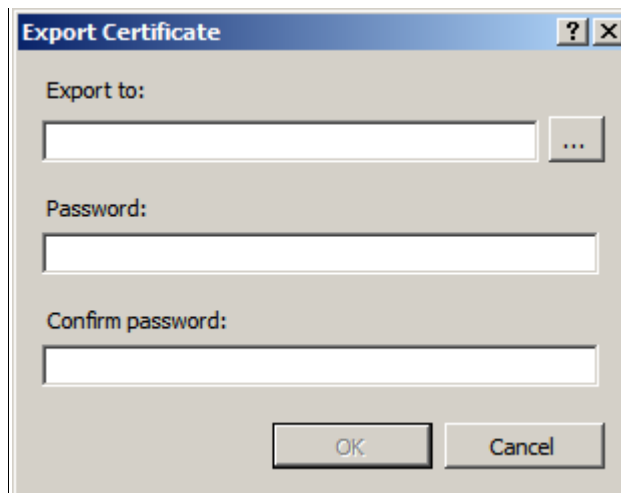 Export Certificate
Export to:
...
Password:
Confirm password:
OK Cancel